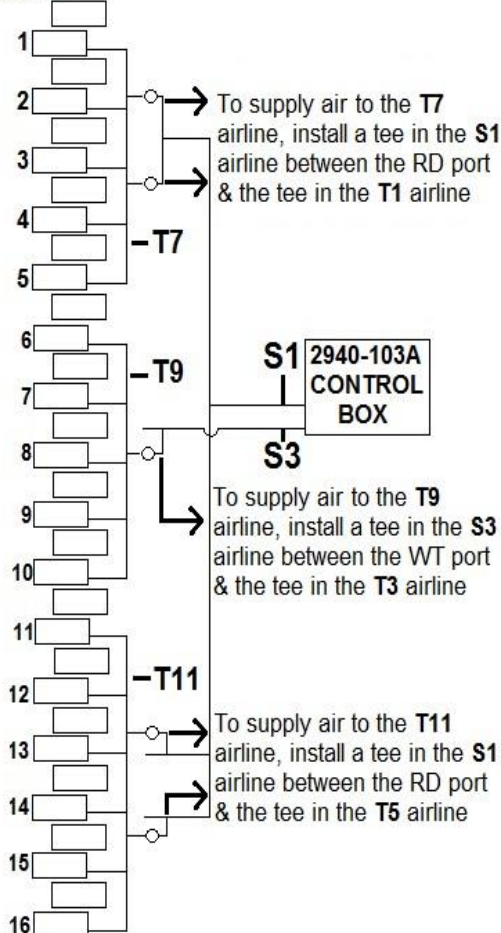 1
2
To supply air to the T7
airline, install a tee in the S1
airline between the RD port
& the tee in the T1 airline
3
4
T7
5
6
S1
2940-103A
CONTROL
BOX
T9
7
8
S3
To supply air to the T9
airline, install a tee in the S3
airline between the WT port
& the tee in the T3 airline
9
10
11
T11
12
To supply air to the T11
airline, install a tee in the S1
airline between the RD port
& the tee in the T5 airline
13
14
15
16